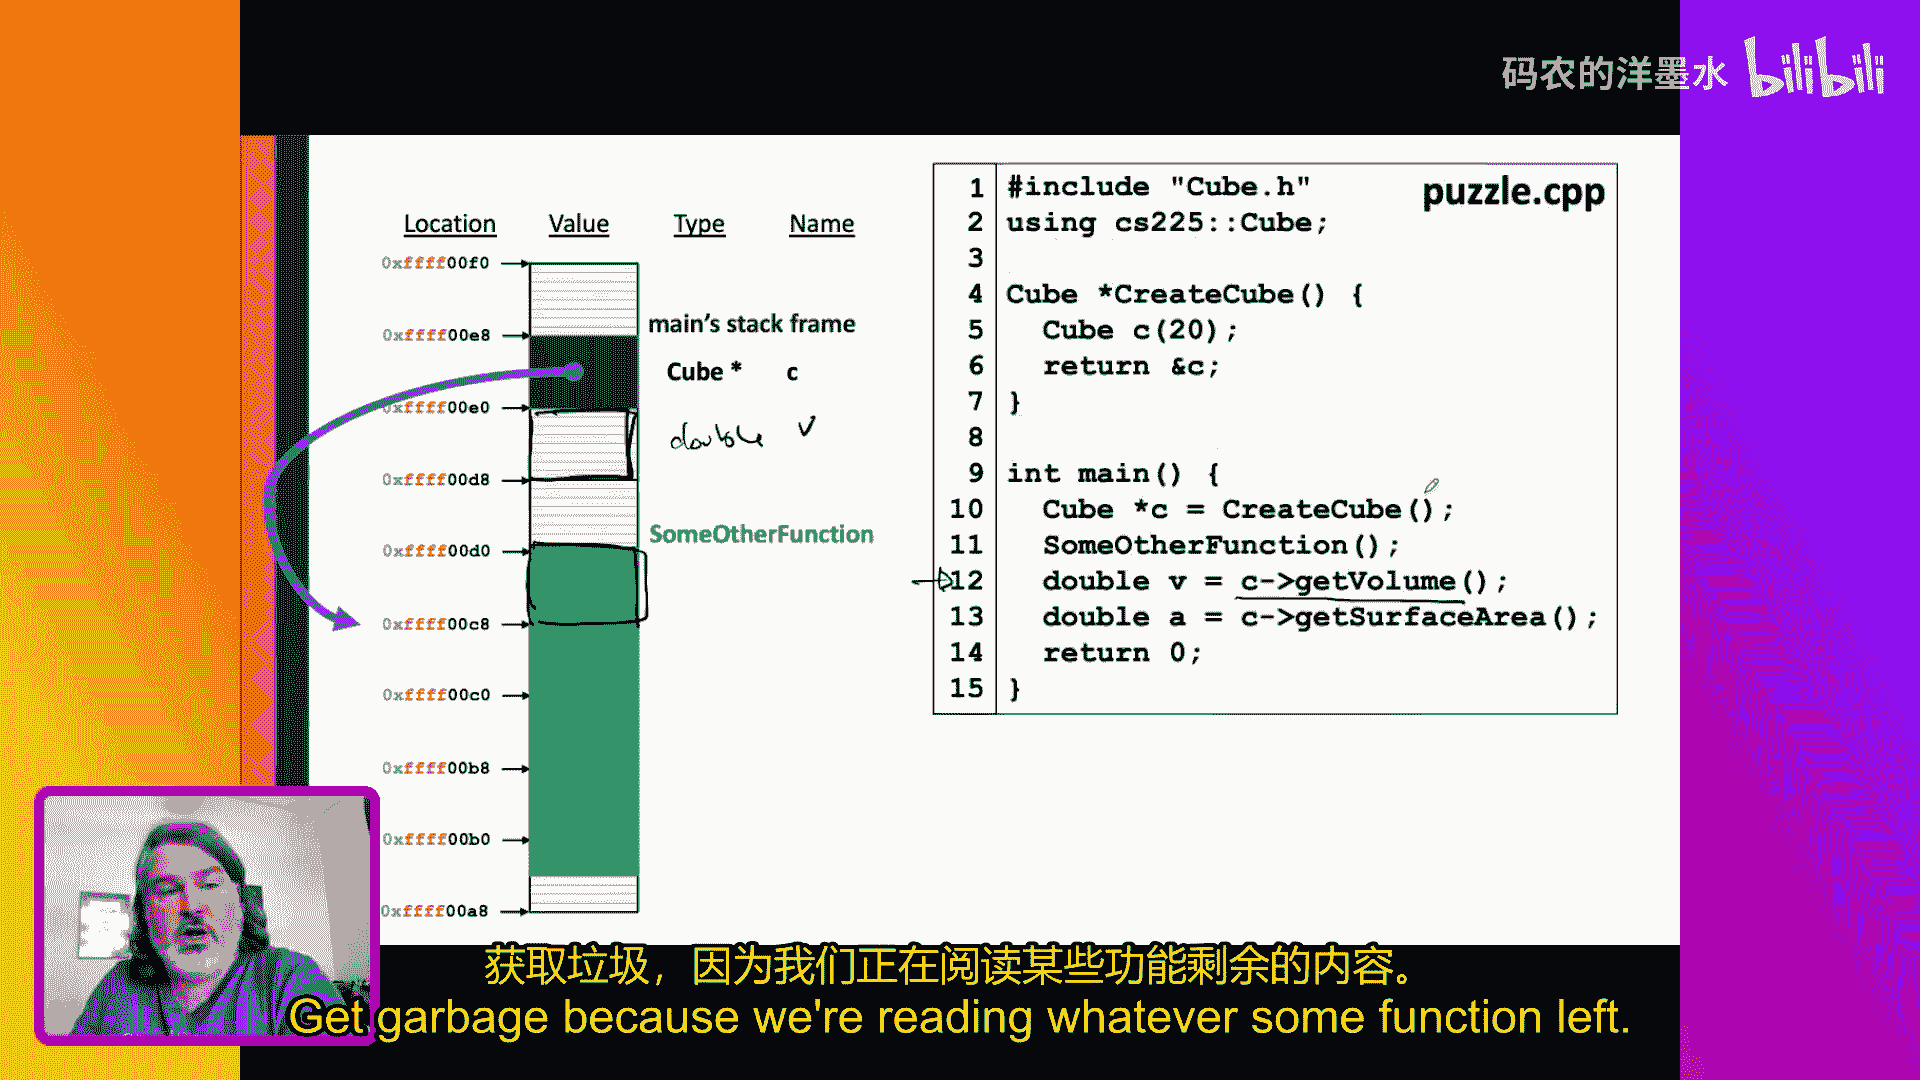 码农的洋墨水 bilibili
Location Value Type Name
0xffff00f0
main's stack frame
0xffff00e8
Cube * c
0xffff00e0
double v
0xffff00d8
SomeOtherFunction
0xffff00d0
0xffff00c8
0xffff00c0
0xffff00b8
0xffff00b0
0xffff00a8
puzzle.cpp
1 #include "Cube.h"
2 using cs225::Cube;
3
4 Cube *CreateCube() {
5 Cube c(20);
6 return &c;
7 }
8
9 int main() {
10 Cube *c = CreateCube();
11 SomeOtherFunction();
12 double v = c->getVolume();
13 double a = c->getSurfaceArea();
14 return 0;
15 }
获取垃圾，因为我们正在阅读某些功能剩余的内容。
Get garbage because we're reading whatever some function left.